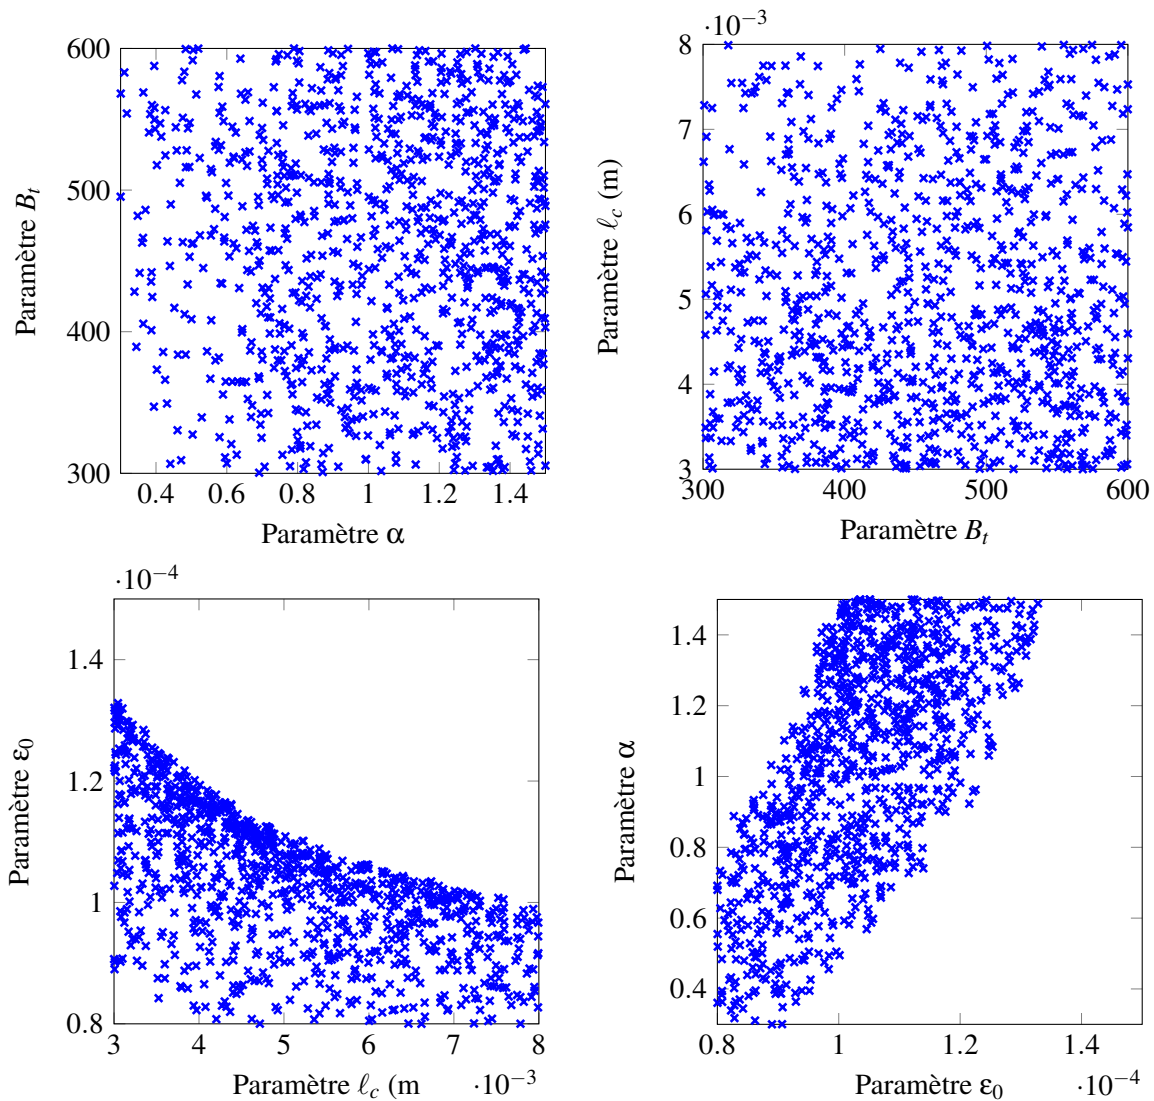 600
500
400
300
0.4 0.6 0.8 1 1.2 1.4
Paramètre α
Paramètre B_t
·10⁻³
8
7
6
5
4
3
300 400 500 600
Paramètre B_t
Paramètre ℓ_c (m)
·10⁻⁴
1.4
1.2
1
0.8
3 4 5 6 7 8
Paramètre ℓ_c (m ·10⁻³
Paramètre ε₀
1.4
1.2
1
0.8
0.6
0.4
0.8 1 1.2 1.4
Paramètre ε₀ ·10⁻⁴
Paramètre α